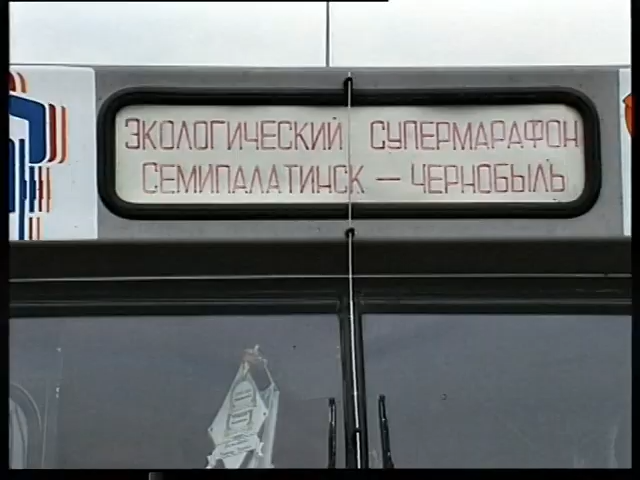 ЭКОЛОГИЧЕСКИЙ СУПЕРМАРАФОН
СЕМИПАЛАТИНСК - ЧЕРНОБЫЛЬ